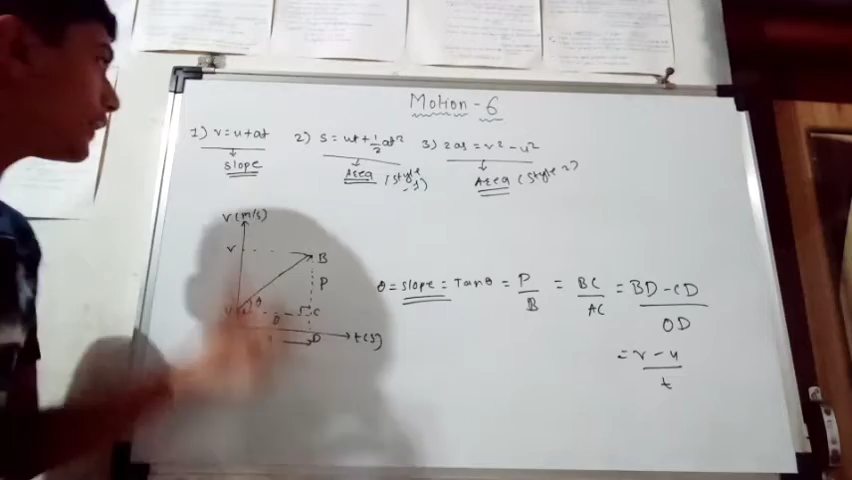 Motion - 6
1) v = u + at 2) s = ut + 1/2 at² 3) 2as = v² - u²
slope Area (style 1) Area (style 2)
v(m/s)
v B
P
θ = slope = Tanθ = P/B = BC/AC = BD - CD / OD
u A θ B C
D t(s)
= v - u / t